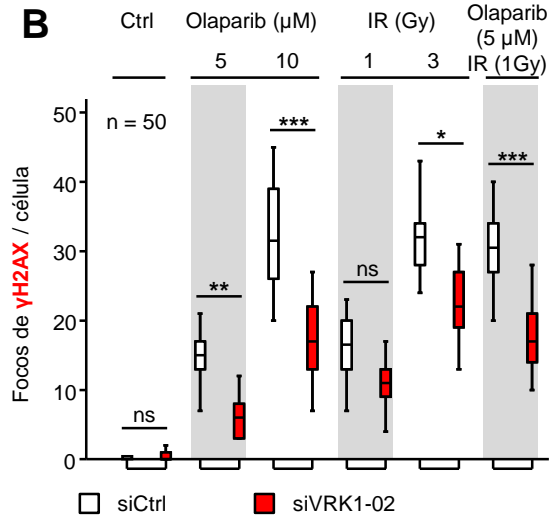 B
Ctrl
Olaparib (µM)
IR (Gy)
Olaparib
(5 µM)
IR (1Gy)
5
10
1
3
50
40
30
20
10
0
Focos de γH2AX / célula
n = 50
ns
**
***
ns
*
***
siCtrl
siVRK1-02